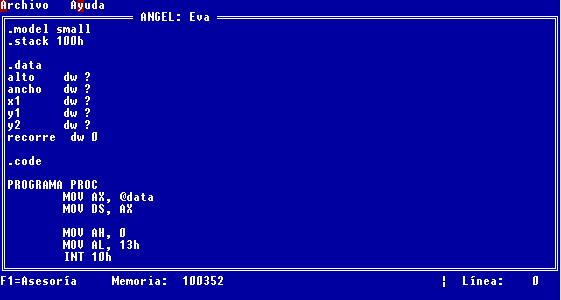 Archivo Ayuda
ANGEL: Eva
.model small
.stack 100h
.data
alto dw ?
ancho dw ?
x1 dw ?
y1 dw ?
y2 dw ?
recorre dw 0
.code
PROGRAMA PROC
MOV AX, @data
MOV DS, AX
MOV AH, 0
MOV AL, 13h
INT 10h
F1=Asesoría Memoria: 100352 ¦ Línea: 0